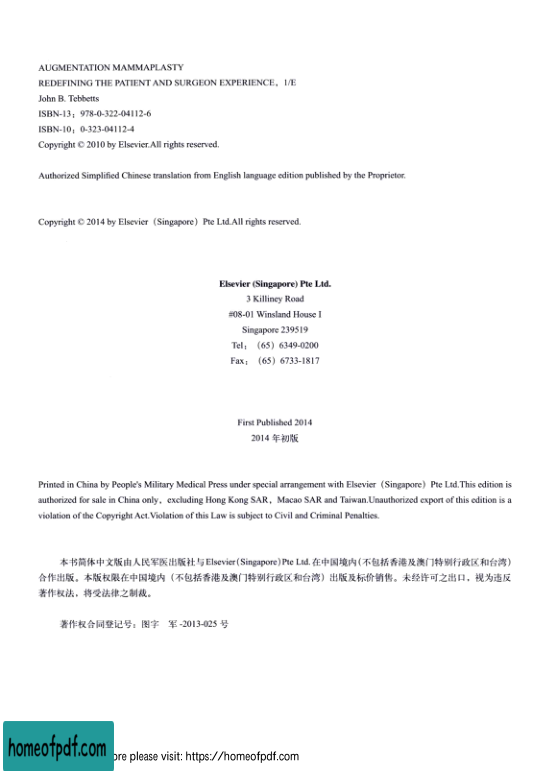 AUGMENTATION MAMMAPLASTY
REDEFINING THE PATIENT AND SURGEON EXPERIENCE，1/E
John B. Tebbetts
ISBN-13：978-0-322-04112-6
ISBN-10：0-323-04112-4
Copyright © 2010 by Elsevier.All rights reserved.
Authorized Simplified Chinese translation from English language edition published by the Proprietor.
Copyright © 2014 by Elsevier（Singapore）Pte Ltd.All rights reserved.
Elsevier (Singapore) Pte Ltd.
3 Killiney Road
#08-01 Winsland House I
Singapore 239519
Tel：（65）6349-0200
Fax：（65）6733-1817
First Published 2014
2014 年初版
Printed in China by People's Military Medical Press under special arrangement with Elsevier（Singapore）Pte Ltd.This edition is
authorized for sale in China only，excluding Hong Kong SAR，Macao SAR and Taiwan.Unauthorized export of this edition is a
violation of the Copyright Act.Violation of this Law is subject to Civil and Criminal Penalties.
本书简体中文版由人民军医出版社与Elsevier(Singapore)Pte Ltd. 在中国境内(不包括香港及澳门特别行政区和台湾)
合作出版。本版权限在中国境内（不包括香港及澳门特别行政区和台湾）出版及标价销售。未经许可之出口，视为违反
著作权法，将受法律之制裁。
著作权合同登记号：图字　军 -2013-025 号
homeofpdf.com
ore please visit: https://homeofpdf.com